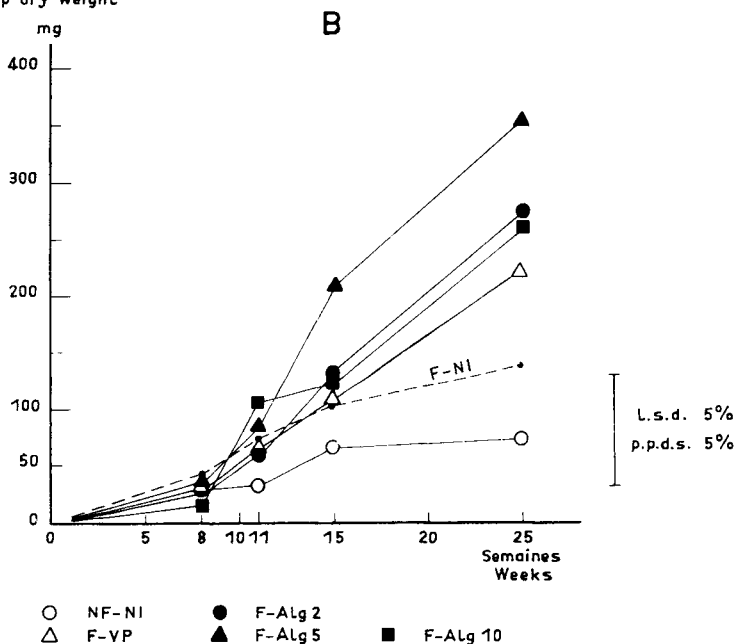 p dry weight
mg
B
400
300
200
100
50
0
F-NI
l.s.d. 5%
p.p.d.s. 5%
0 5 8 10 11 15 20 25
Semaines
Weeks
NF-NI F-Alg 2
F-VP F-Alg 5 F-Alg 10